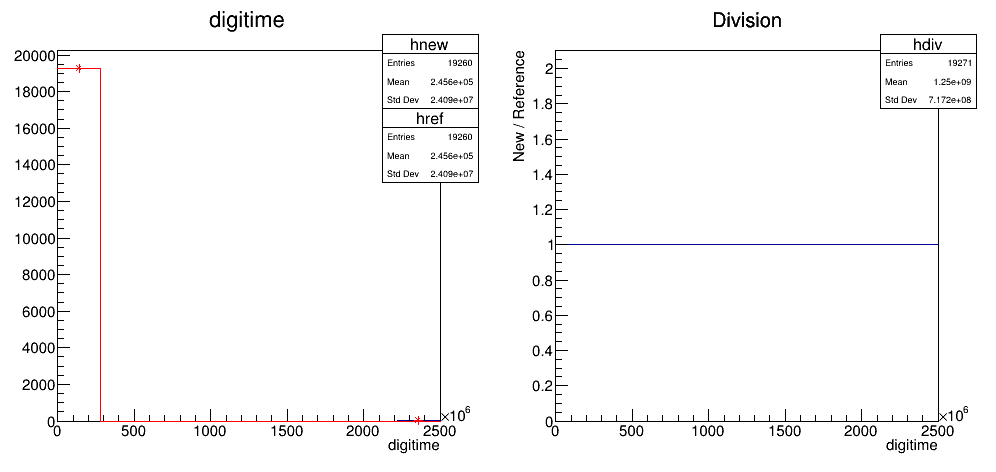 digitime
hnew
Entries 19260
Mean 2.456e+05
Std Dev 2.409e+07
href
Entries 19260
Mean 2.456e+05
Std Dev 2.409e+07
20000
18000
16000
14000
12000
10000
8000
6000
4000
2000
0
0 500 1000 1500 2000 2500
×10⁶
digitime
Division
hdiv
Entries 19271
Mean 1.25e+09
Std Dev 7.172e+08
New / Reference
2
1.8
1.6
1.4
1.2
1
0.8
0.6
0.4
0.2
0
0 500 1000 1500 2000 2500
×10⁶
digitime